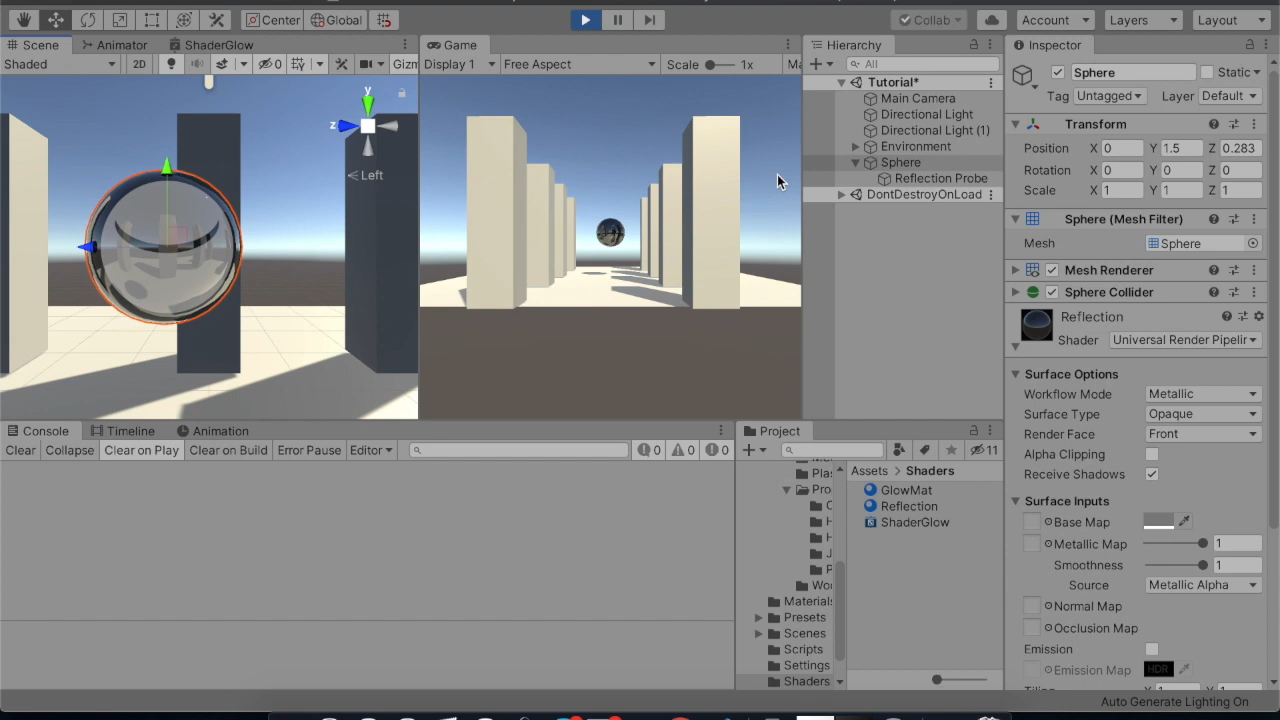 Center Global
Collab Account Layers Layout
Scene Animator ShaderGlow
Shaded 2D 0 Gizm
y
z
Left
Game
Display 1 Free Aspect Scale 1x Ma
Hierarchy
All
Tutorial*
Main Camera
Directional Light
Directional Light (1)
Environment
Sphere
Reflection Probe
DontDestroyOnLoad
Inspector
Sphere Static
Tag Untagged Layer Default
Transform
Position X 0 Y 1.5 Z 0.283
Rotation X 0 Y 0 Z 0
Scale X 1 Y 1 Z 1
Sphere (Mesh Filter)
Mesh Sphere
Mesh Renderer
Sphere Collider
Reflection
Shader Universal Render Pipelir
Surface Options
Workflow Mode Metallic
Surface Type Opaque
Render Face Front
Alpha Clipping
Receive Shadows
Surface Inputs
Base Map
Metallic Map 1
Smoothness 1
Source Metallic Alpha
Normal Map
Occlusion Map
Emission
Emission Map HDR
Console Timeline Animation
Clear Collapse Clear on Play Clear on Build Error Pause Editor 0 0 0
Project
11
Plas
Pro
Wo
Materials
Presets
Scenes
Scripts
Settings
Shaders
Assets > Shaders
GlowMat
Reflection
ShaderGlow
Auto Generate Lighting On